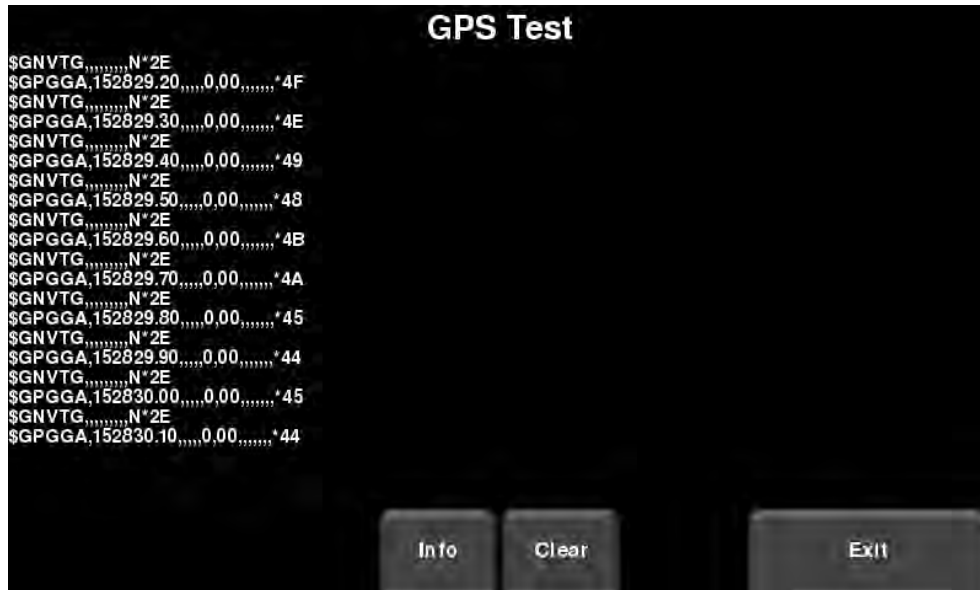 GPS Test
$GNVTG,,,,,,,,,N*2E
$GPGGA,152829.20,,,,,0,00,,,,,,,*4F
$GNVTG,,,,,,,,,N*2E
$GPGGA,152829.30,,,,,0,00,,,,,,,*4E
$GNVTG,,,,,,,,,N*2E
$GPGGA,152829.40,,,,,0,00,,,,,,,*49
$GNVTG,,,,,,,,,N*2E
$GPGGA,152829.50,,,,,0,00,,,,,,,*48
$GNVTG,,,,,,,,,N*2E
$GPGGA,152829.60,,,,,0,00,,,,,,,*4B
$GNVTG,,,,,,,,,N*2E
$GPGGA,152829.70,,,,,0,00,,,,,,,*4A
$GNVTG,,,,,,,,,N*2E
$GPGGA,152829.80,,,,,0,00,,,,,,,*45
$GNVTG,,,,,,,,,N*2E
$GPGGA,152829.90,,,,,0,00,,,,,,,*44
$GNVTG,,,,,,,,,N*2E
$GPGGA,152830.00,,,,,0,00,,,,,,,*45
$GNVTG,,,,,,,,,N*2E
$GPGGA,152830.10,,,,,0,00,,,,,,,*44
Info Clear Exit